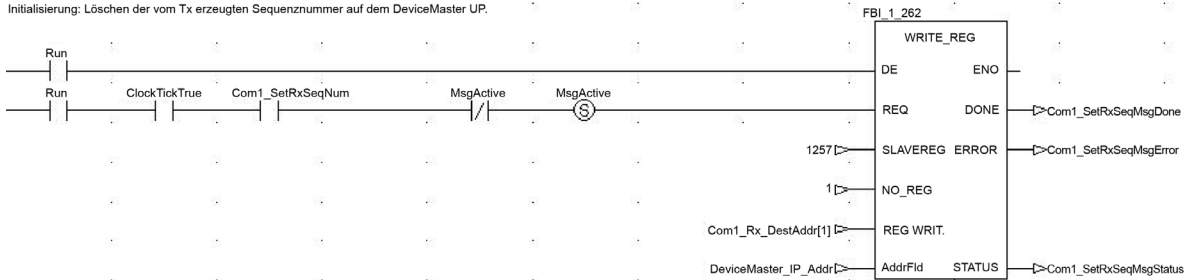 Initialisierung: Löschen der vom Tx erzeugten Sequenznummer auf dem DeviceMaster UP.
FBI_1_262
WRITE_REG
Run
DE ENO
Run ClockTickTrue Com1_SetRxSeqNum MsgActive MsgActive
S
REQ DONE Com1_SetRxSeqMsgDone
1257 SLAVEREG ERROR Com1_SetRxSeqMsgError
1 NO_REG
Com1_Rx_DestAddr[1] REG WRIT.
DeviceMaster_IP_Addr AddrFld STATUS Com1_SetRxSeqMsgStatus